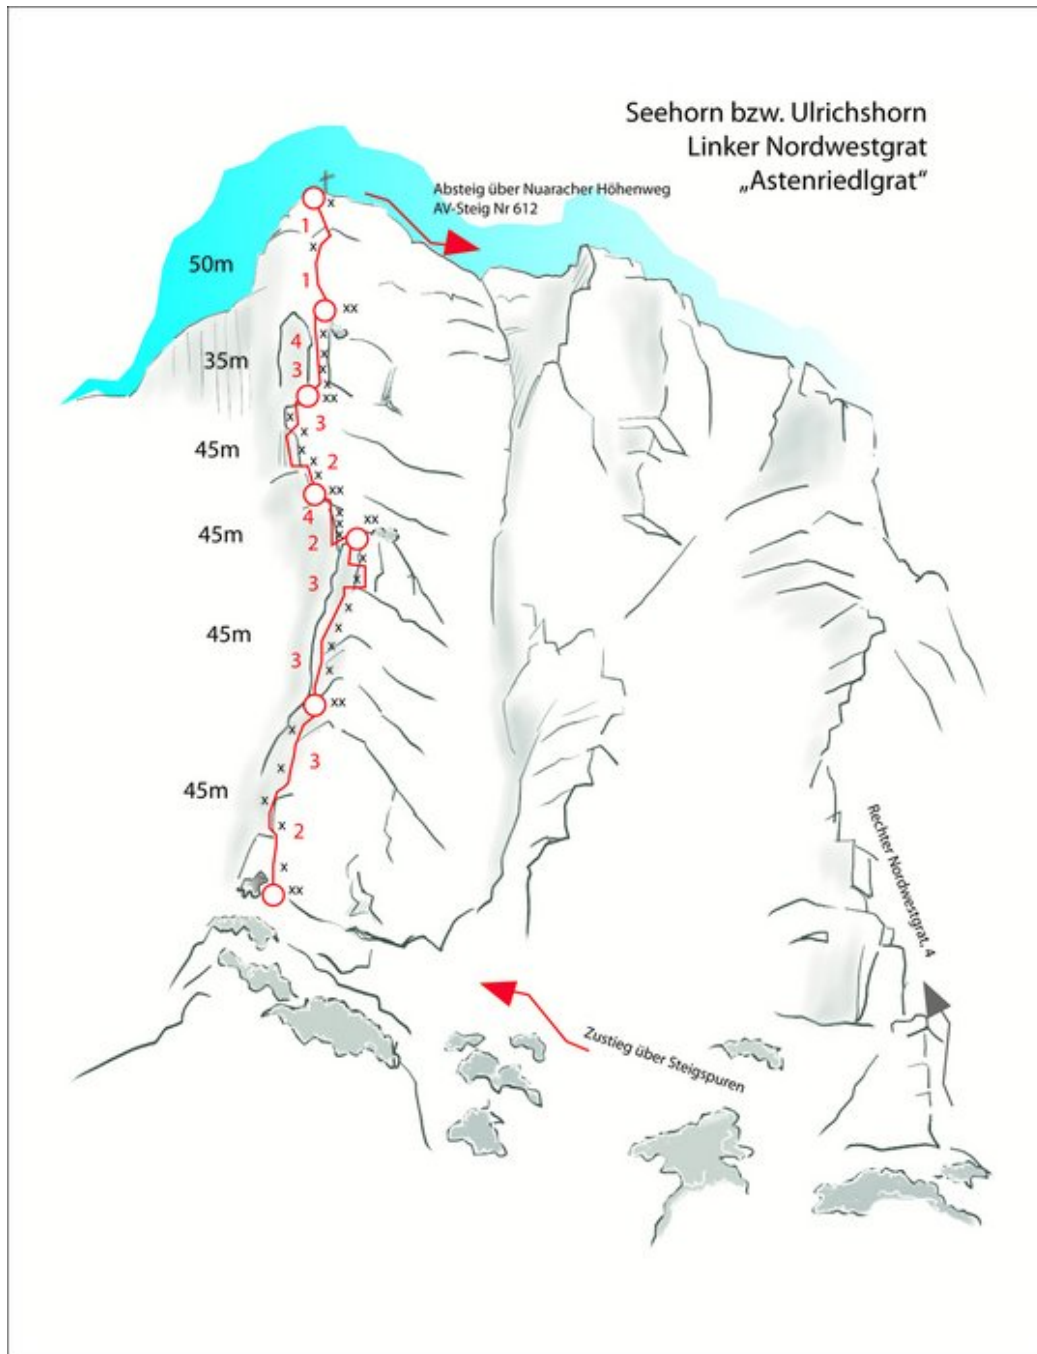 Seehorn bzw. Ulrichshorn
Linker Nordwestgrat
„Astenriedlgrat“
Absteig über Nuaracher Höhenweg
AV-Steig Nr 612
x
1
x
50m
1
xx
x
4
x
35m
3
x
x
xx
x
3
x
45m
x
2
x
x
xx
4
x
x
xx
45m
2
x
x
3
x
x
x
45m
x
3
x
xx
x
3
x
45m
x
2
x
x
xx
Rechter Nordwestgrat, 4
Zustieg über Steigspuren